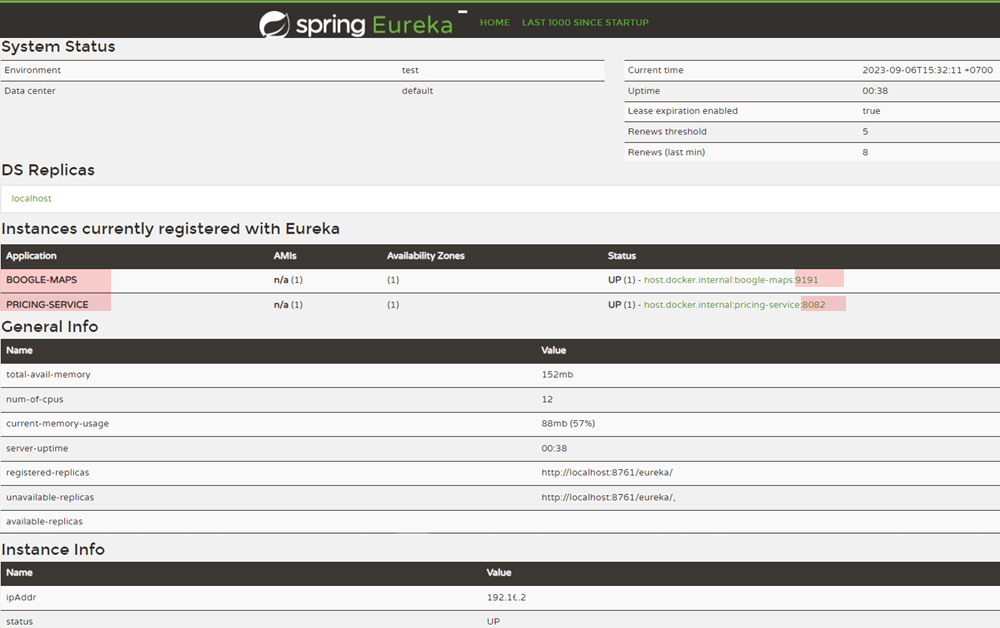 spring Eureka HOME LAST 1000 SINCE STARTUP
System Status
Environment test
Data center default
Current time 2023-09-06T15:32:11 +0700
Uptime 00:38
Lease expiration enabled true
Renews threshold 5
Renews (last min) 8
DS Replicas
localhost
Instances currently registered with Eureka
Application AMIs Availability Zones Status
BOOGLE-MAPS n/a (1) (1) UP (1) - host.docker.internal:boogle-maps:9191
PRICING-SERVICE n/a (1) (1) UP (1) - host.docker.internal:pricing-service:8082
General Info
Name Value
total-avail-memory 152mb
num-of-cpus 12
current-memory-usage 88mb (57%)
server-uptime 00:38
registered-replicas http://localhost:8761/eureka/
unavailable-replicas http://localhost:8761/eureka/,
available-replicas
Instance Info
Name Value
ipAddr
status UP